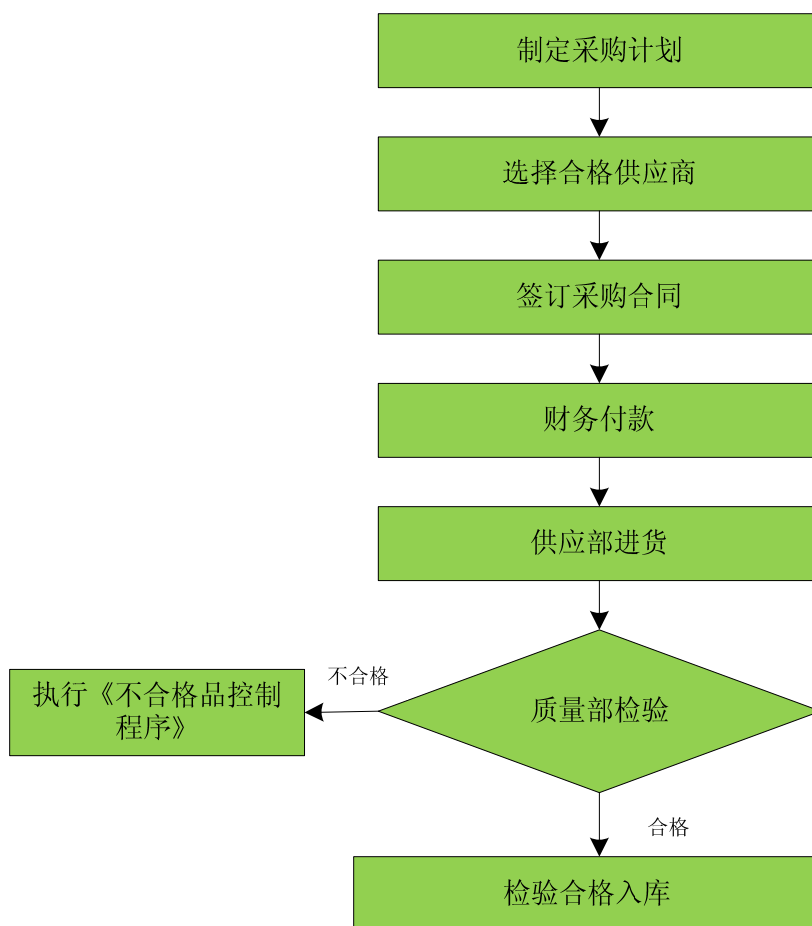 制定采购计划
选择合格供应商
签订采购合同
财务付款
供应部进货
不合格
执行《不合格品控制
程序》
质量部检验
合格
检验合格入库